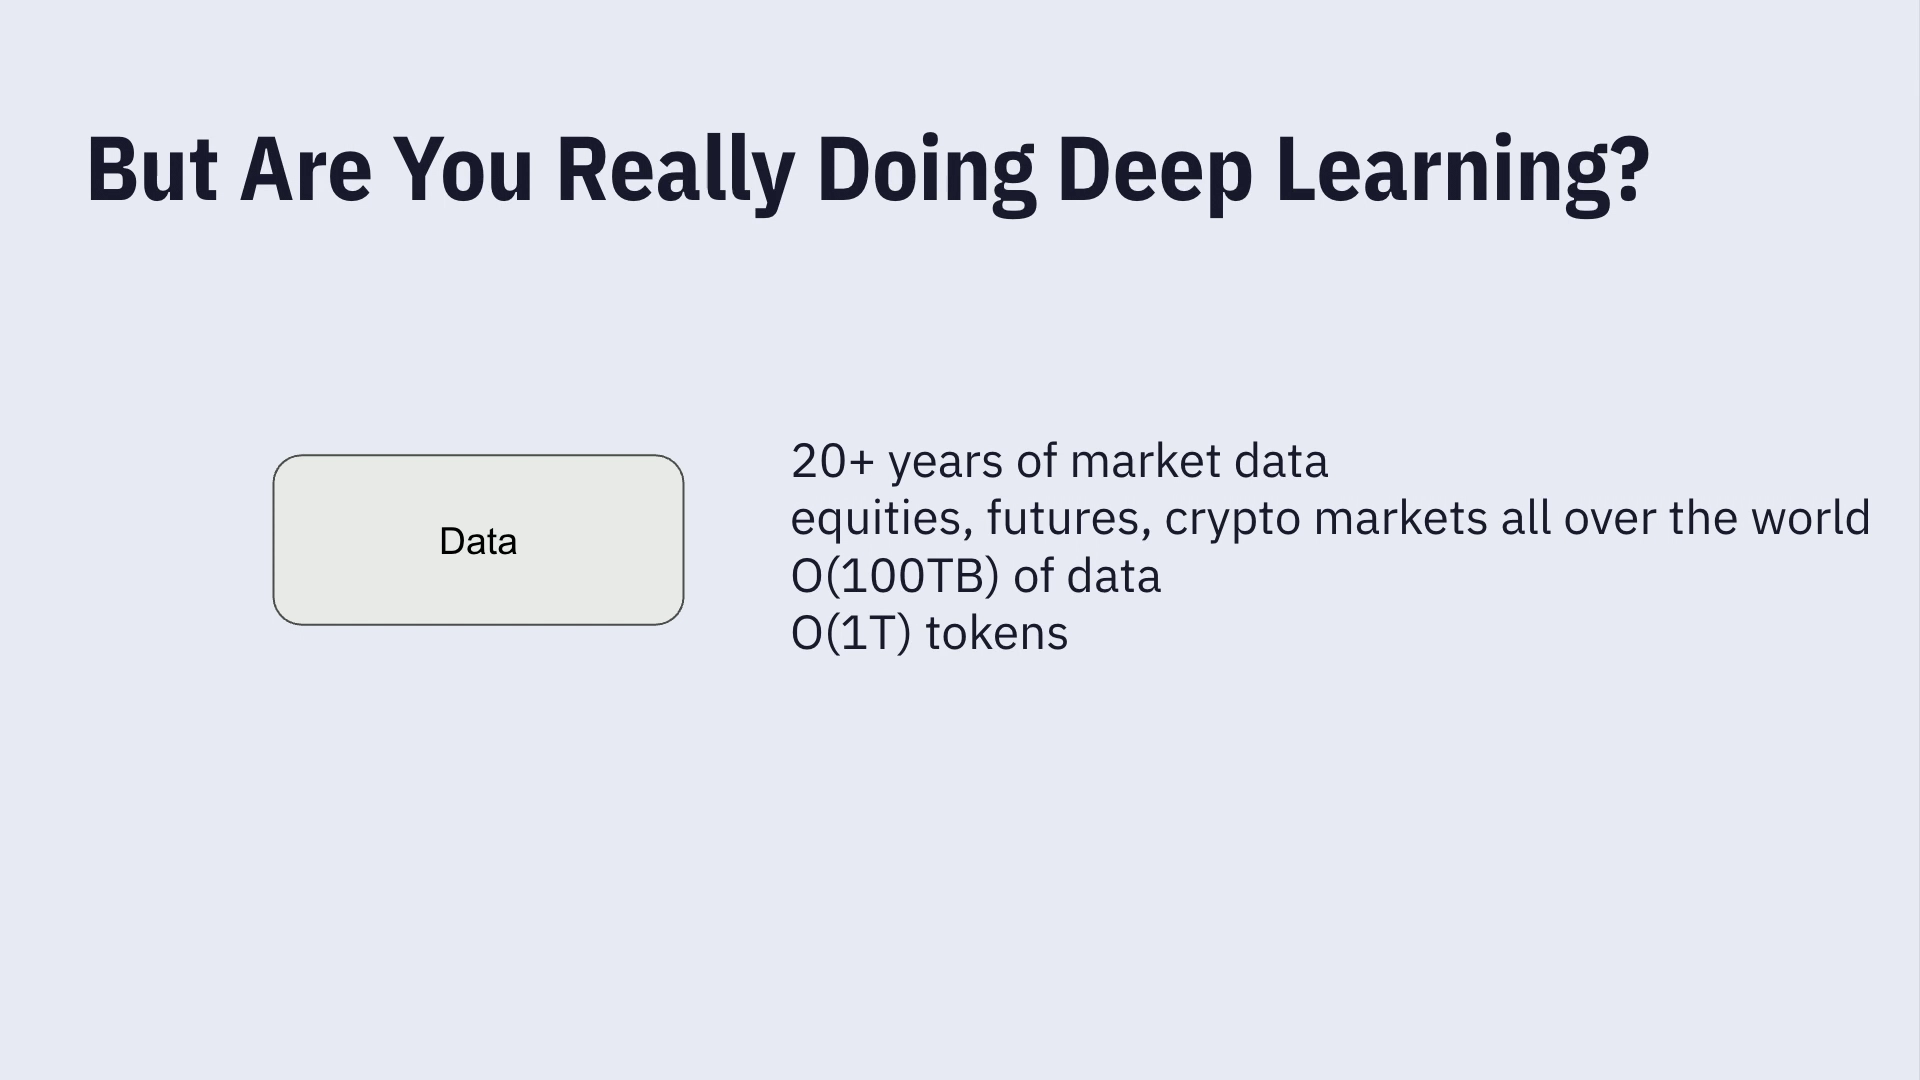 But Are You Really Doing Deep Learning?
Data
20+ years of market data
equities, futures, crypto markets all over the world
O(100TB) of data
O(1T) tokens